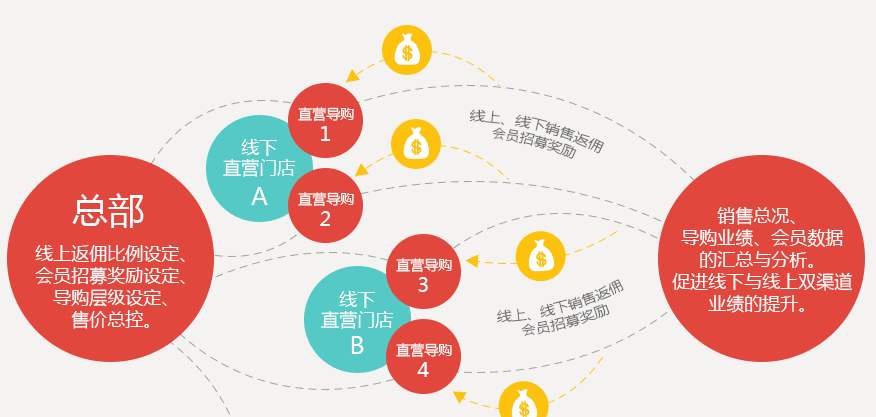 总部
线上返佣比例设定、
会员招募奖励设定、
导购层级设定、
售价总控。
线下
直营门店
A
直营导购
1
直营导购
2
线上、线下销售返佣
会员招募奖励
线下
直营门店
B
直营导购
3
直营导购
4
线上、线下销售返佣
会员招募奖励
销售总况、
导购业绩、会员数据
的汇总与分析。
促进线下与线上双渠道
业绩的提升。
$
$
$
$